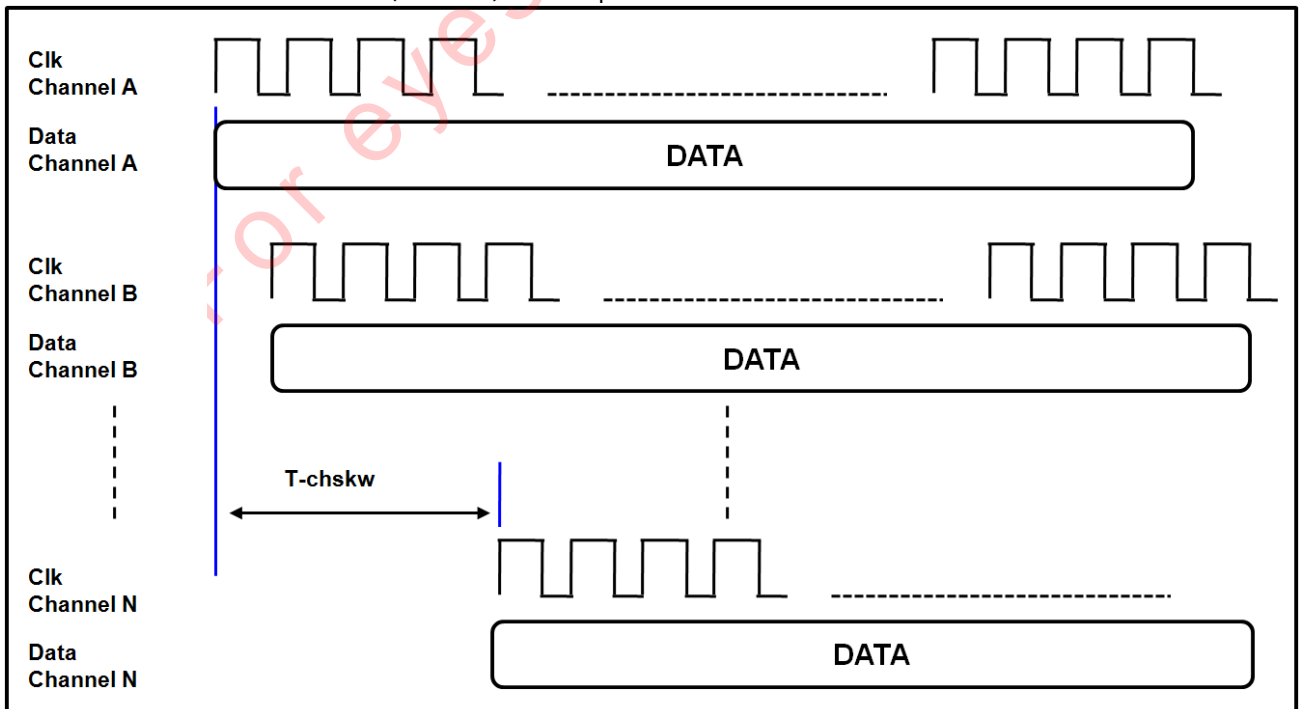 Clk
Channel A
Data
Channel A
DATA
Clk
Channel B
Data
Channel B
DATA
T-chskw
Clk
Channel N
Data
Channel N
DATA